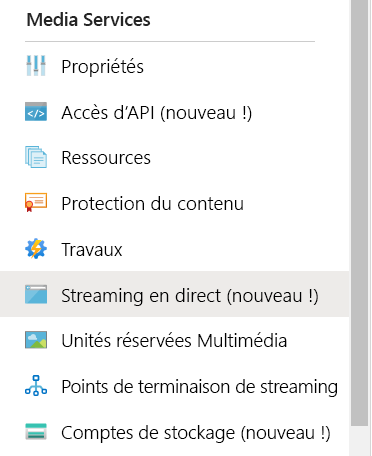 Media Services
Propriétés
Accès d’API (nouveau !)
Ressources
Protection du contenu
Travaux
Streaming en direct (nouveau !)
Unités réservées Multimédia
Points de terminaison de streaming
Comptes de stockage (nouveau !)